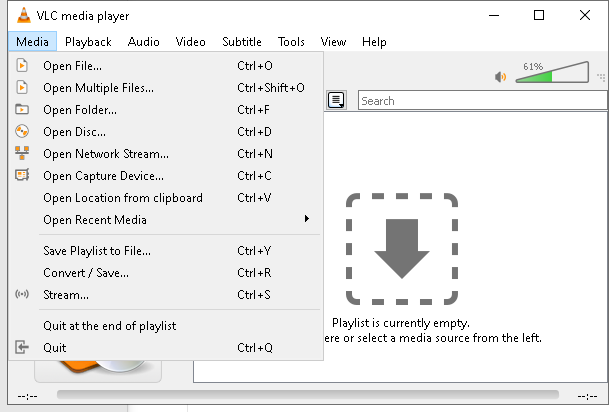 VLC media player
Media Playback Audio Video Subtitle Tools View Help
Open File... Ctrl+O
Open Multiple Files... Ctrl+Shift+O
Open Folder... Ctrl+F
Open Disc... Ctrl+D
Open Network Stream... Ctrl+N
Open Capture Device... Ctrl+C
Open Location from clipboard Ctrl+V
Open Recent Media
Save Playlist to File... Ctrl+Y
Convert / Save... Ctrl+R
Stream... Ctrl+S
Quit at the end of playlist
Quit Ctrl+Q
61%
Search
Playlist is currently empty.
ere or select a media source from the left.
--:-- --:--